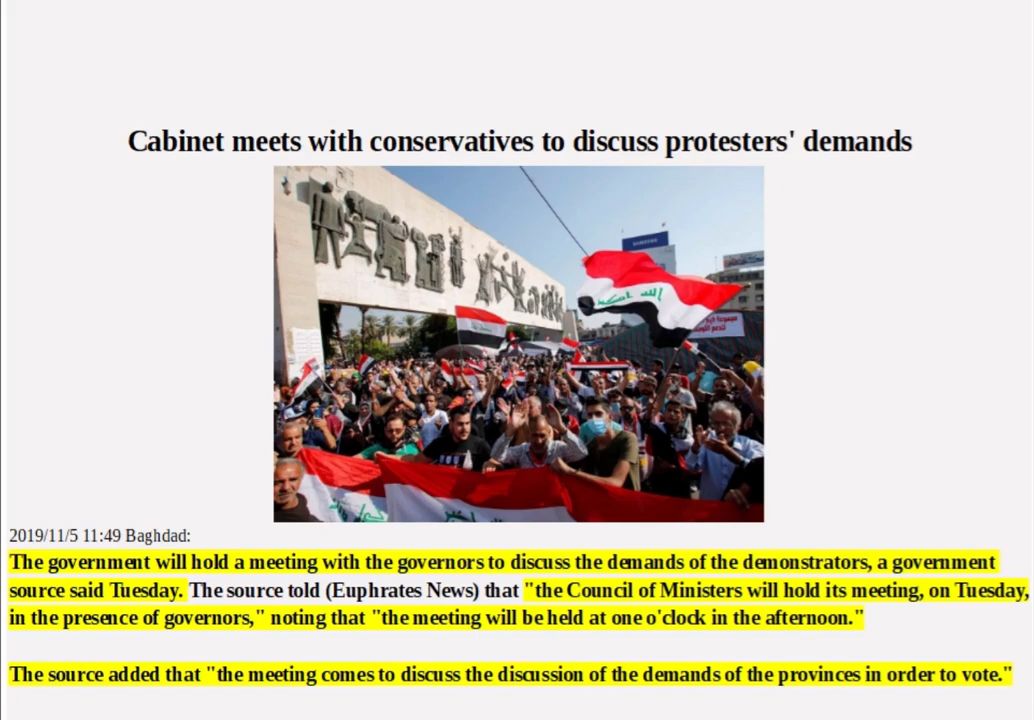 Cabinet meets with conservatives to discuss protesters' demands
SAMSUNG
الله اكبر
2019/11/5 11:49 Baghdad:
The government will hold a meeting with the governors to discuss the demands of the demonstrators, a government
source said Tuesday. The source told (Euphrates News) that "the Council of Ministers will hold its meeting, on Tuesday,
in the presence of governors," noting that "the meeting will be held at one o'clock in the afternoon."
The source added that "the meeting comes to discuss the discussion of the demands of the provinces in order to vote."